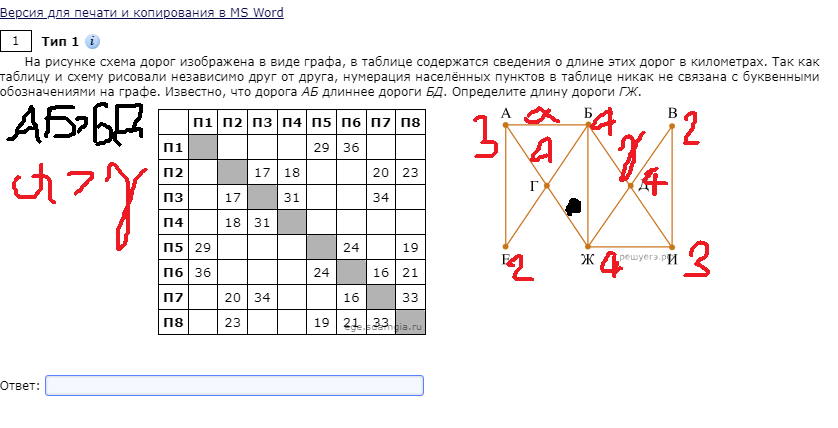 Версия для печати и копирования в MS Word
1 Тип 1 i
На рисунке схема дорог изображена в виде графа, в таблице содержатся сведения о длине этих дорог в километрах. Так как
таблицу и схему рисовали независимо друг от друга, нумерация населённых пунктов в таблице никак не связана с буквенными
обозначениями на графе. Известно, что дорога АБ длиннее дороги БД. Определите длину дороги ГЖ.
АБ>БД
α > γ
П1 П2 П3 П4 П5 П6 П7 П8
П1 29 36
П2 17 18 20 23
П3 17 31 34
П4 18 31
П5 29 24 19
П6 36 24 16 21
П7 20 34 16 33
П8 23 19 21 33
ege.sdamgia.ru
А α Б 4 В
3 4 γ 2
Г Д 4
Е 2 Ж 4 И 3
решуегэ.рф
Ответ: